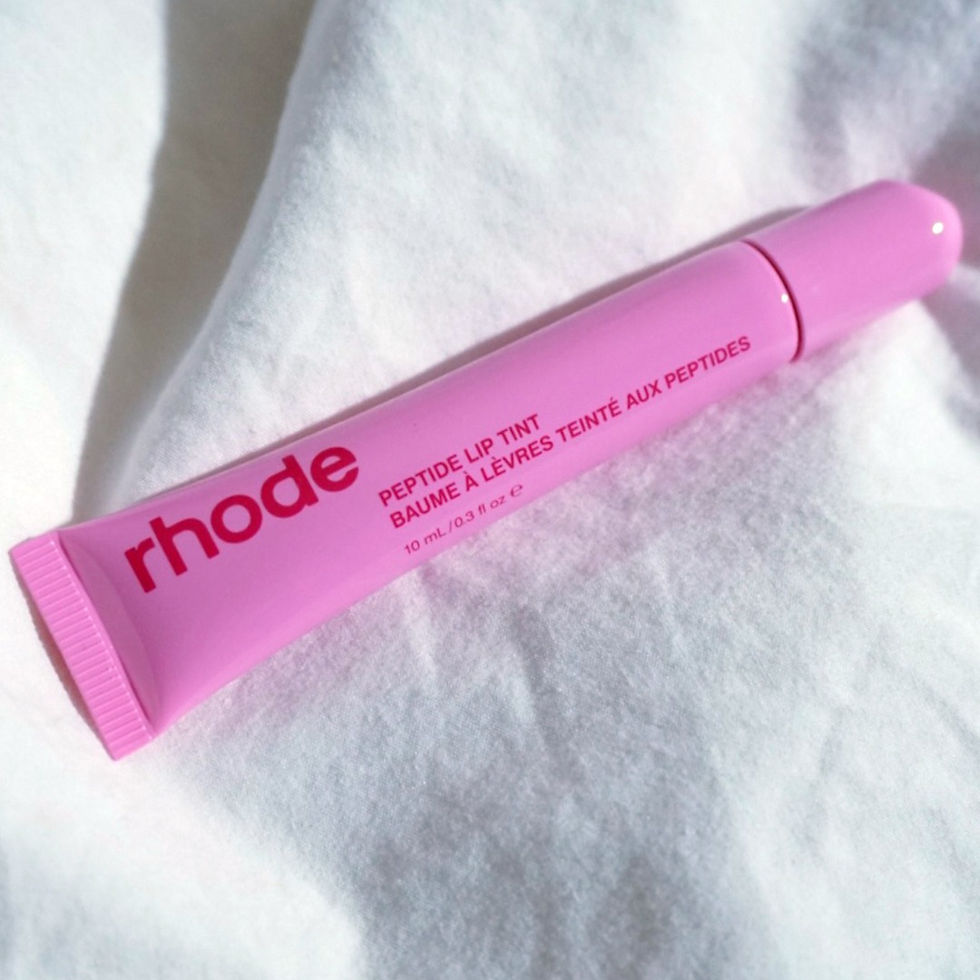 rhode
PEPTIDE LIP TINT
BAUME À LÈVRES TEINTÉ AUX PEPTIDES
10 mL / 0.3 fl oz ℮